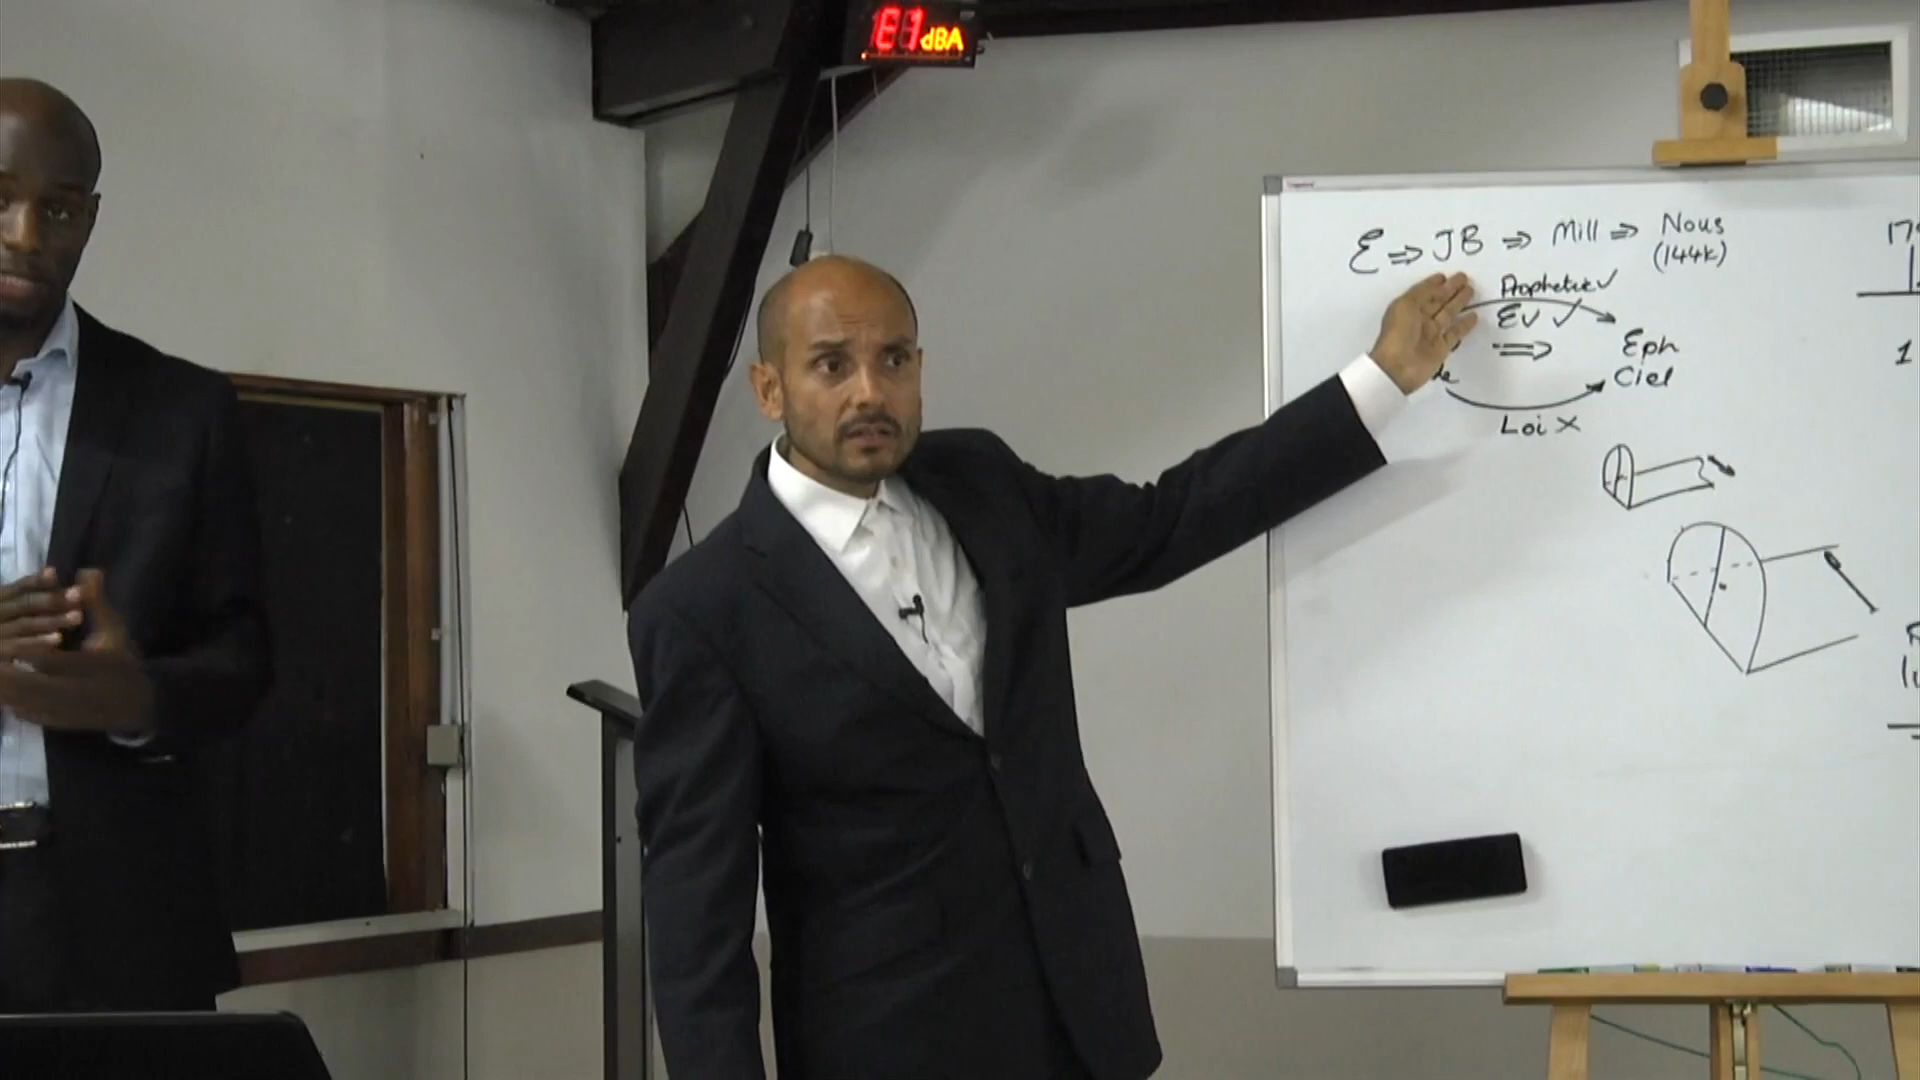 dBA
E ⇒ JB ⇒ Mill ⇒ Nous
(144k)
Prophetie ✓
Ev ✓
⇒ Eph
Ciel
Loi X
1